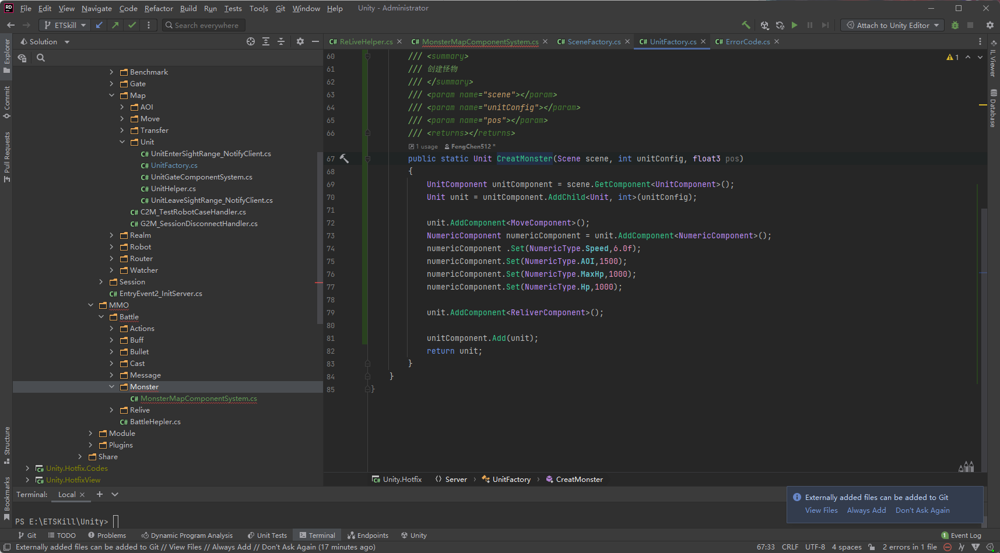 File Edit View Navigate Code Refactor Build Run Tests Tools Git Window Help Unity - Administrator
ETSkill Search everywhere Attach to Unity Editor
Solution
ReLiveHelper.cs MonsterMapComponentSystem.cs SceneFactory.cs UnitFactory.cs ErrorCode.cs
Explorer
Commit
Pull Requests
Structure
Bookmarks
IL Viewer
Database
Benchmark
Gate
Map
AOI
Move
Transfer
Unit
C# UnitEnterSightRange_NotifyClient.cs
C# UnitFactory.cs
C# UnitGateComponentSystem.cs
C# UnitHelper.cs
C# UnitLeaveSightRange_NotifyClient.cs
C# C2M_TestRobotCaseHandler.cs
C# G2M_SessionDisconnectHandler.cs
Realm
Robot
Router
Watcher
Session
C# EntryEvent2_InitServer.cs
MMO
Battle
Actions
Buff
Bullet
Cast
Message
Monster
C# MonsterMapComponentSystem.cs
Relive
C# BattleHepler.cs
Module
Plugins
Share
Unity.Hotfix.Codes
Unity.HotfixView
1
60 /// <summary>
61 /// 创建怪物
62 /// </summary>
63 /// <param name="scene"></param>
64 /// <param name="unitConfig"></param>
65 /// <param name="pos"></param>
66 /// <returns></returns>
1 usage FengChen512 *
67 public static Unit CreatMonster(Scene scene, int unitConfig, float3 pos)
68 {
69 UnitComponent unitComponent = scene.GetComponent<UnitComponent>();
70 Unit unit = unitComponent.AddChild<Unit, int>(unitConfig);
71
72 unit.AddComponent<MoveComponent>();
73 NumericComponent numericComponent = unit.AddComponent<NumericComponent>();
74 numericComponent .Set(NumericType.Speed,6.0f);
75 numericComponent.Set(NumericType.AOI,1500);
76 numericComponent.Set(NumericType.MaxHp,1000);
77 numericComponent.Set(NumericType.Hp,1000);
78
79 unit.AddComponent<ReliverComponent>();
80
81 unitComponent.Add(unit);
82 return unit;
83 }
84 }
85 }
Unity.Hotfix Server UnitFactory CreatMonster
Terminal: Local
PS E:\ETSKill\Unity>
Externally added files can be added to Git
View Files Always Add Don't Ask Again
Git TODO Problems Dynamic Program Analysis Unit Tests Terminal Endpoints Unity 1 Event Log
Externally added files can be added to Git // View Files // Always Add // Don't Ask Again (17 minutes ago) 67:33 CRLF UTF-8 4 spaces 2 errors in 1 file